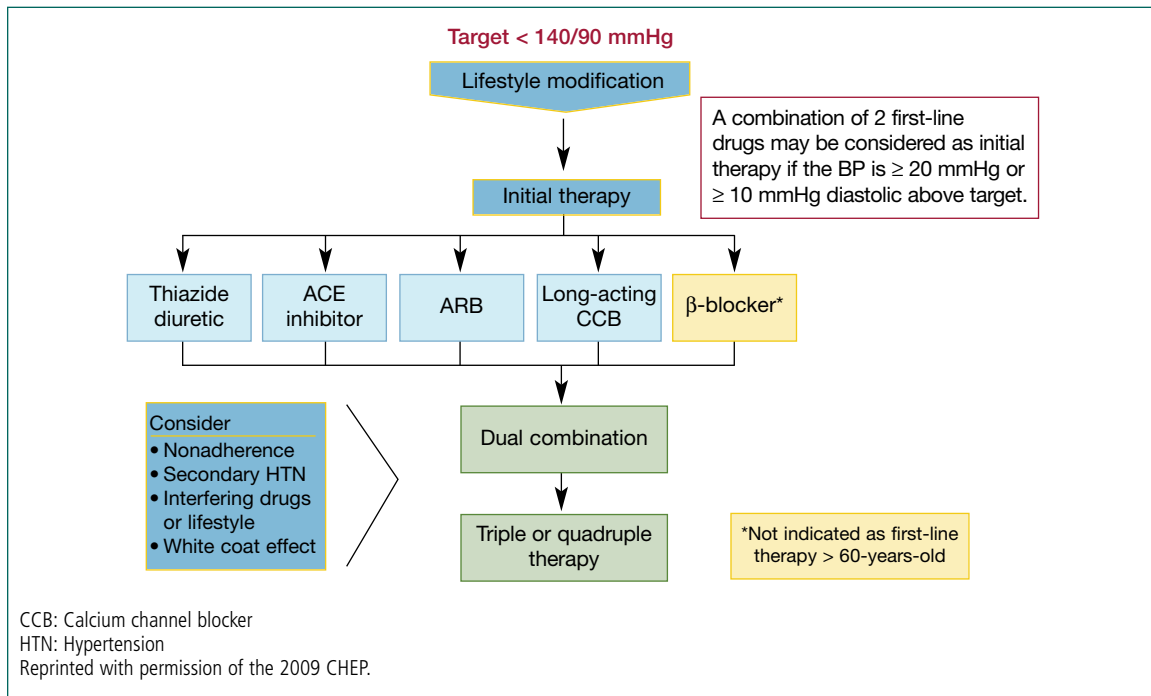 Target < 140/90 mmHg
Lifestyle modification
A combination of 2 first-line
drugs may be considered as initial
therapy if the BP is ≥ 20 mmHg or
≥ 10 mmHg diastolic above target.
Initial therapy
Thiazide
diuretic
ACE
inhibitor
ARB
Long-acting
CCB
β-blocker*
Consider
• Nonadherence
• Secondary HTN
• Interfering drugs
or lifestyle
• White coat effect
Dual combination
Triple or quadruple
therapy
*Not indicated as first-line
therapy > 60-years-old
CCB: Calcium channel blocker
HTN: Hypertension
Reprinted with permission of the 2009 CHEP.